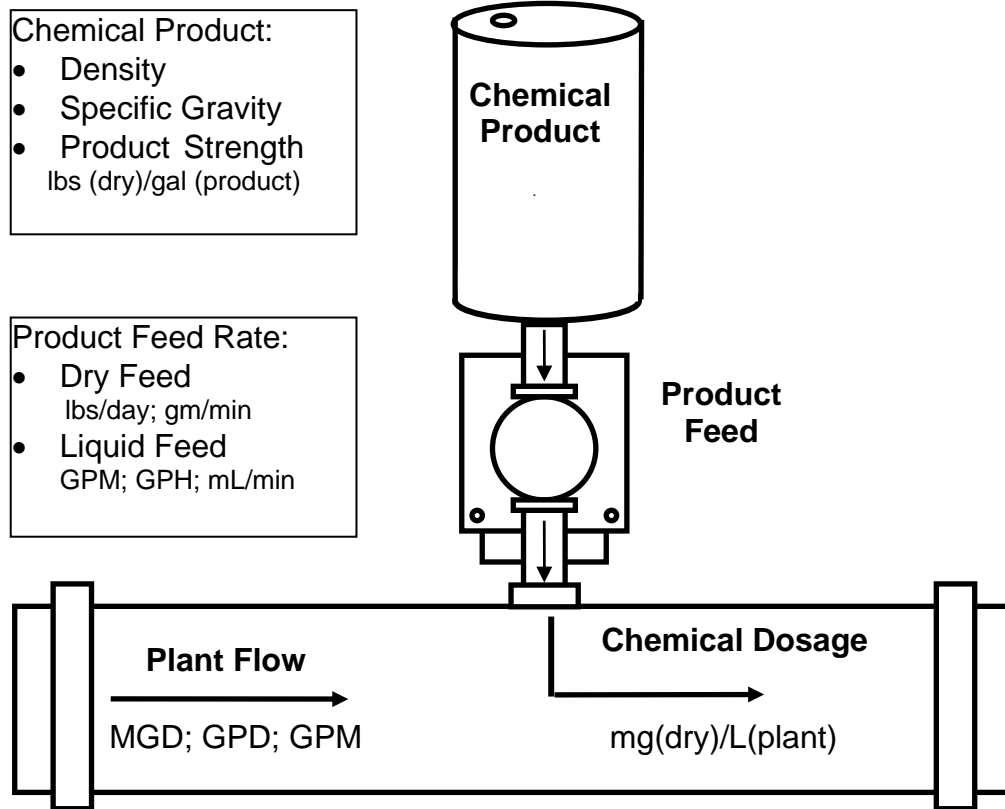 Chemical Product:
• Density
• Specific Gravity
• Product Strength
lbs (dry)/gal (product)
Chemical
Product
Product Feed Rate:
• Dry Feed
lbs/day; gm/min
• Liquid Feed
GPM; GPH; mL/min
Product
Feed
Plant Flow
MGD; GPD; GPM
Chemical Dosage
mg(dry)/L(plant)